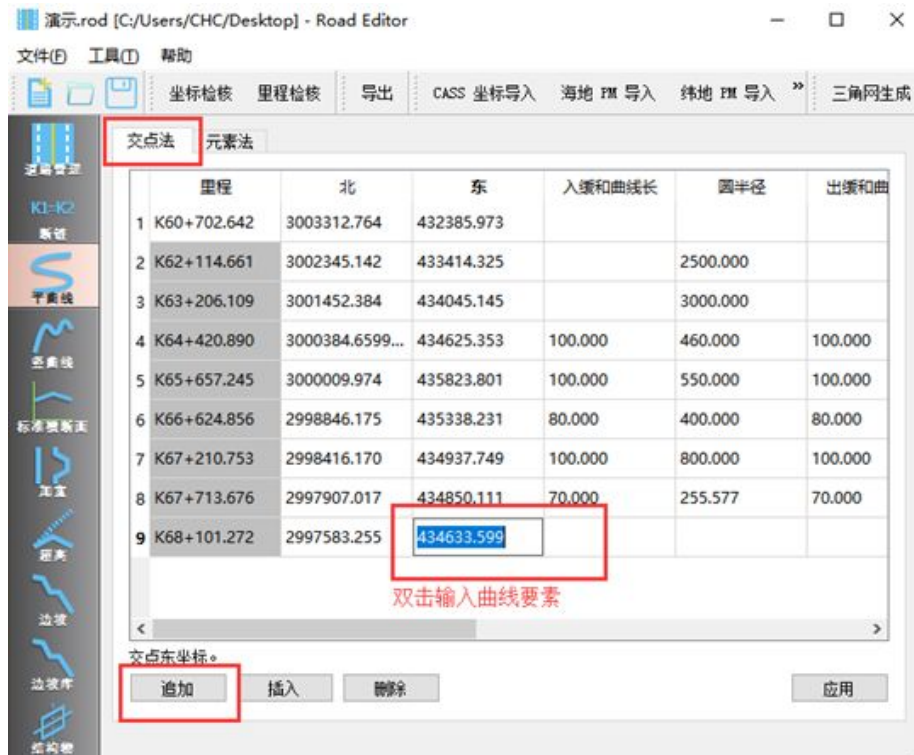 演示.rod [C:/Users/CHC/Desktop] - Road Editor
文件(F) 工具(T) 帮助
坐标检核 里程检核 导出 CASS 坐标导入 海地 PM 导入 纬地 PM 导入 » 三角网生成
道路管理
K1=K2
断链
平曲线
竖曲线
标准横断面
加宽
超高
边坡
边坡库
结构物
交点法 元素法
里程 北 东 入缓和曲线长 圆半径 出缓和曲
1 K60+702.642 3003312.764 432385.973
2 K62+114.661 3002345.142 433414.325 2500.000
3 K63+206.109 3001452.384 434045.145 3000.000
4 K64+420.890 3000384.6599... 434625.353 100.000 460.000 100.000
5 K65+657.245 3000009.974 435823.801 100.000 550.000 100.000
6 K66+624.856 2998846.175 435338.231 80.000 400.000 80.000
7 K67+210.753 2998416.170 434937.749 100.000 800.000 100.000
8 K67+713.676 2997907.017 434850.111 70.000 255.577 70.000
9 K68+101.272 2997583.255 434633.599
双击输入曲线要素
交点东坐标。
追加 插入 删除 应用